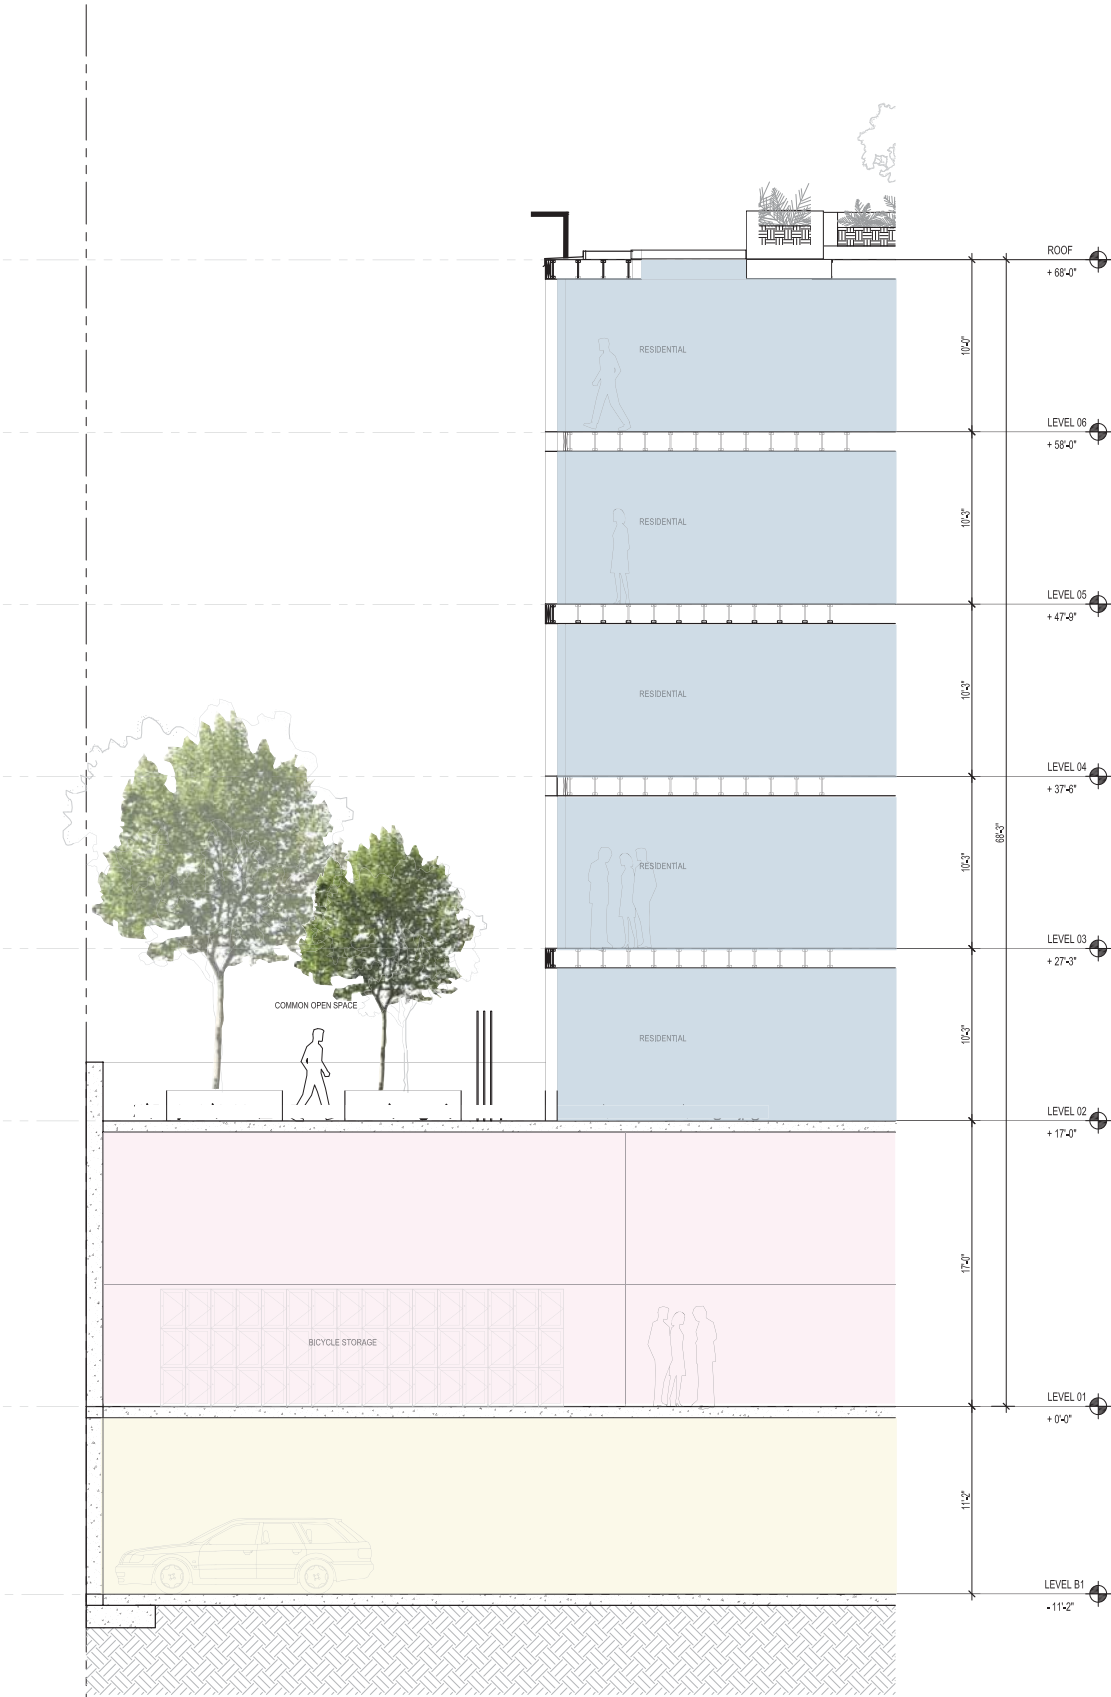 ROOF
+ 68'-0"
10'-0"
RESIDENTIAL
LEVEL 06
+ 58'-0"
10'-3"
RESIDENTIAL
LEVEL 05
+ 47'-9"
10'-3"
RESIDENTIAL
LEVEL 04
+ 37'-6"
68'-3"
10'-3"
RESIDENTIAL
LEVEL 03
+ 27'-3"
COMMON OPEN SPACE
10'-3"
RESIDENTIAL
LEVEL 02
+ 17'-0"
17'-0"
BICYCLE STORAGE
LEVEL 01
+ 0'-0"
11'-2"
LEVEL B1
- 11'-2"